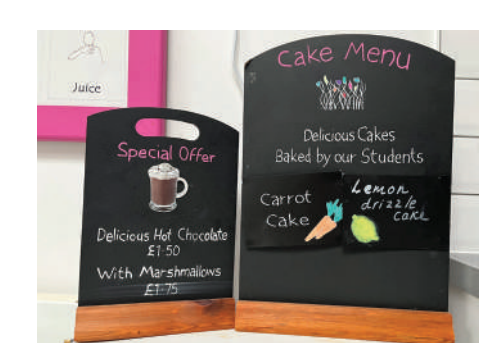 Juice
Special Offer
Delicious Hot Chocolate
£1·50
With Marshmallows
£1·75
Cake Menu
Delicious Cakes
Baked by our Students
Carrot
Cake
Lemon
drizzle
cake